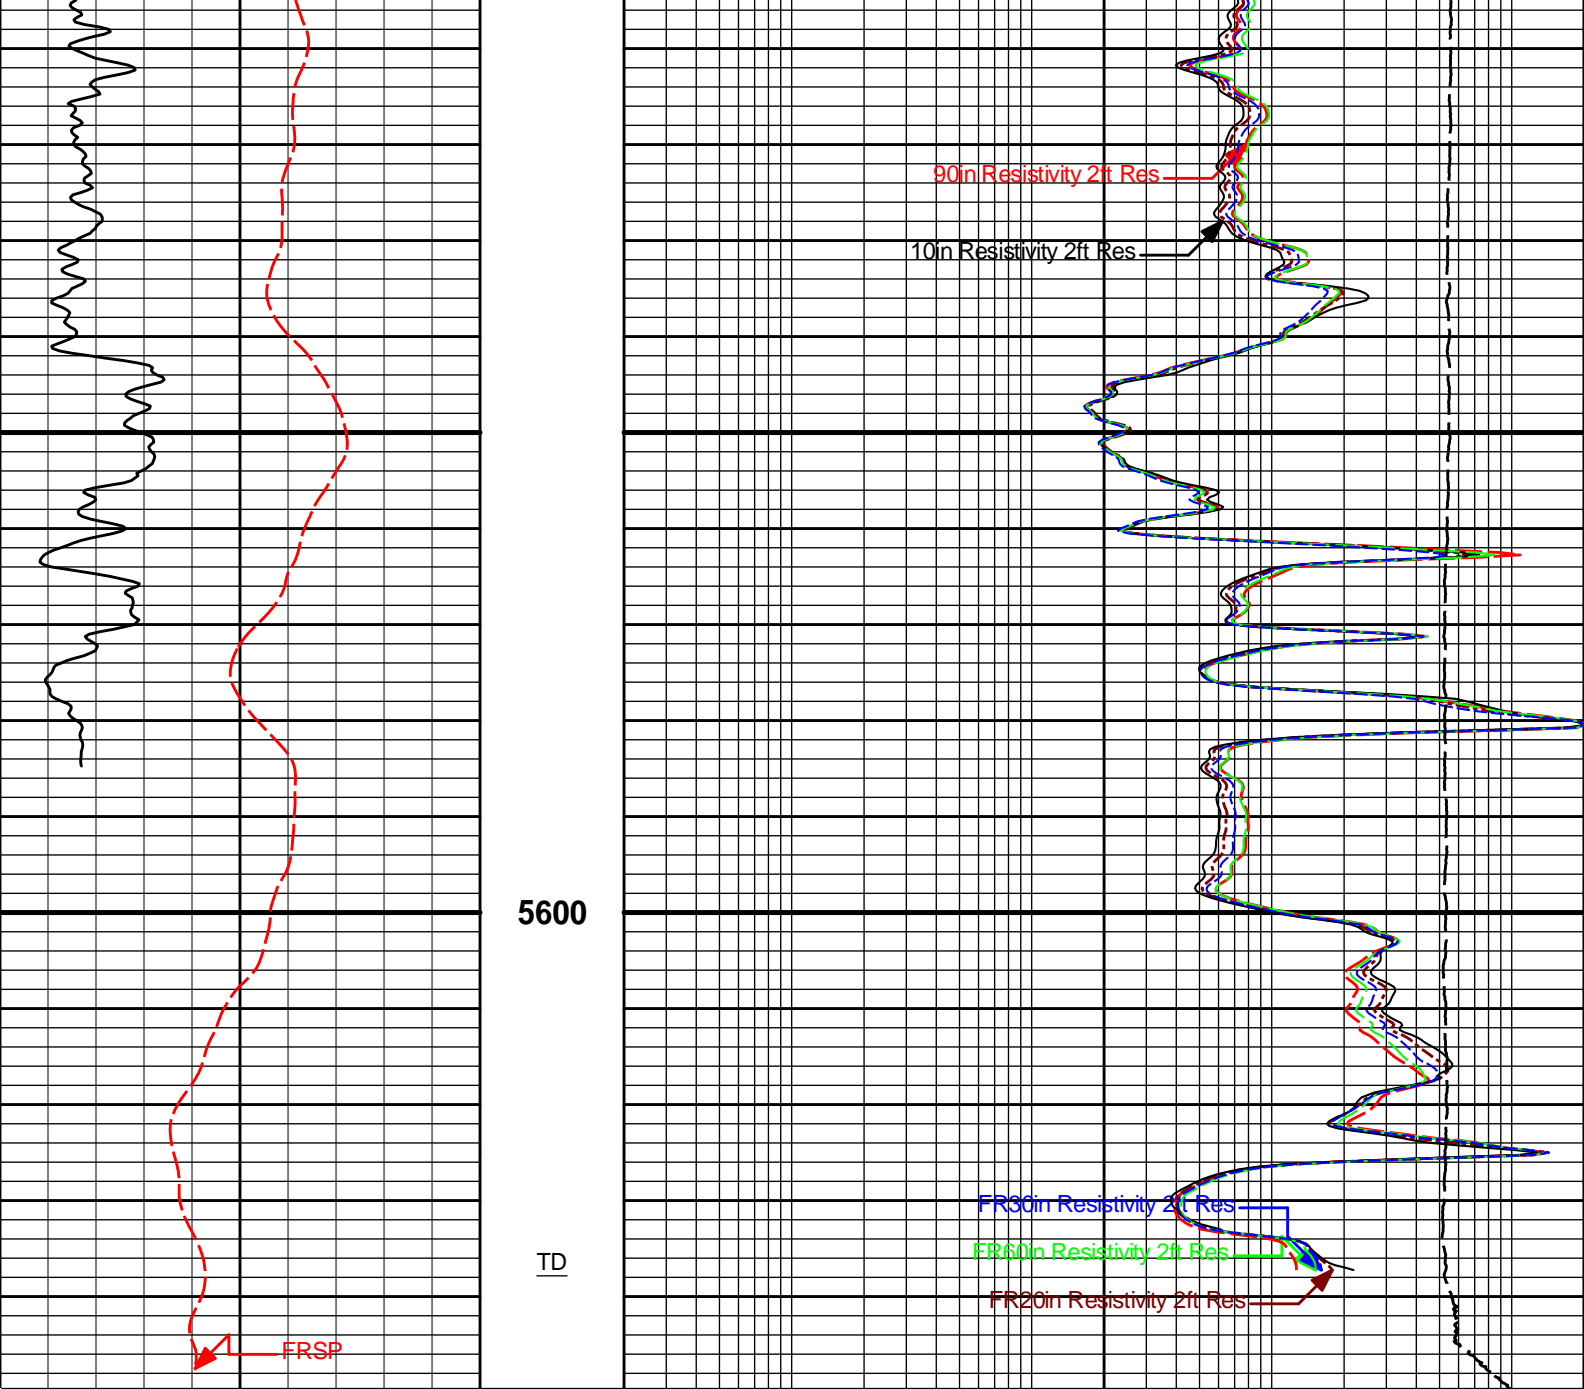 90in Resistivity 2ft Res
10in Resistivity 2ft Res
5600
FR30in Resistivity 2ft Res
FR60in Resistivity 2ft Res
TD
FR20in Resistivity 2ft Res
FRSP